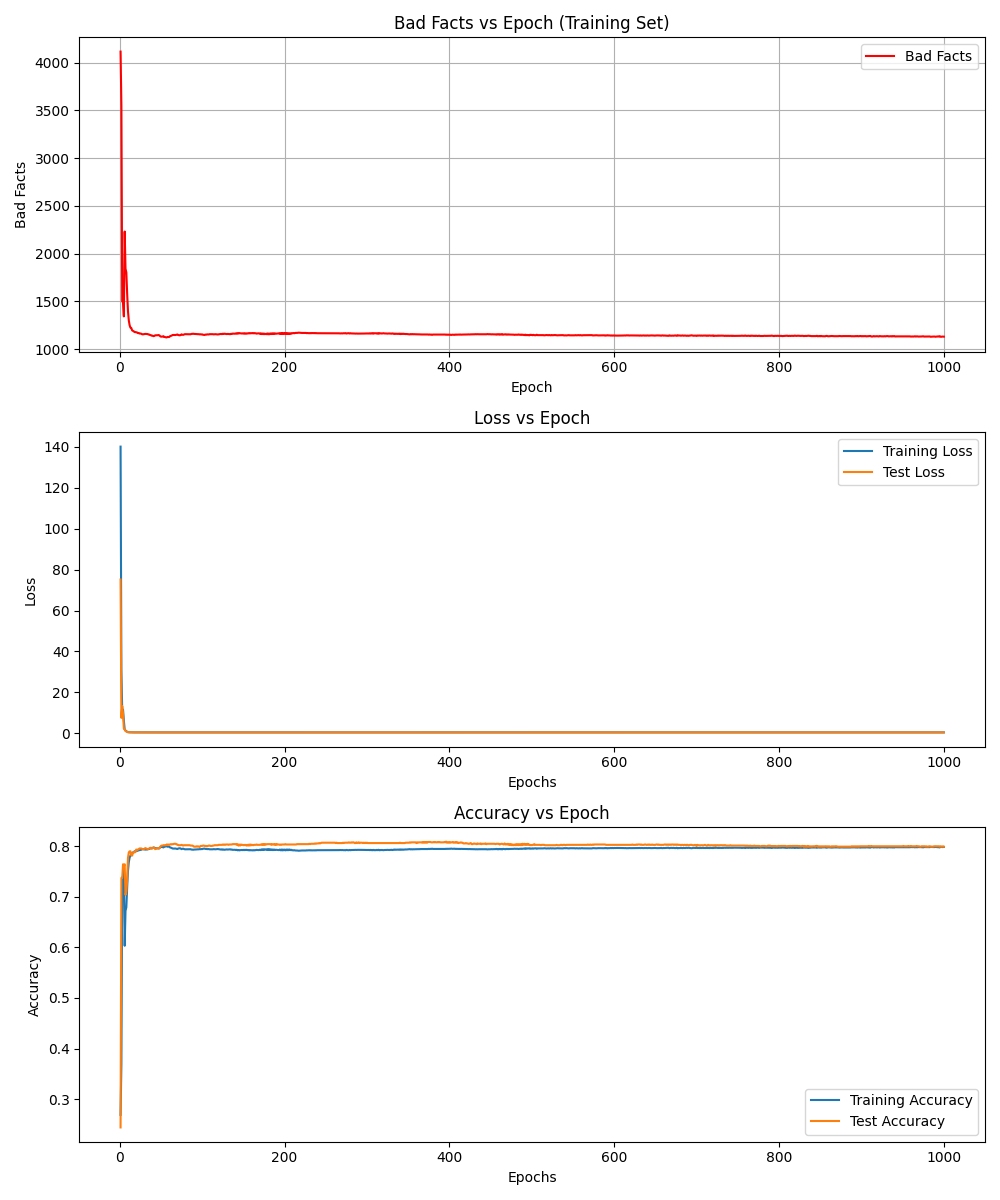 Bad Facts vs Epoch (Training Set)
Bad Facts
4000
3500
3000
2500
2000
1500
1000
Bad Facts
0 200 400 600 800 1000
Epoch
Loss vs Epoch
Training Loss
Test Loss
140
120
100
80
60
40
20
0
Loss
0 200 400 600 800 1000
Epochs
Accuracy vs Epoch
0.8
0.7
0.6
0.5
0.4
0.3
Accuracy
Training Accuracy
Test Accuracy
0 200 400 600 800 1000
Epochs